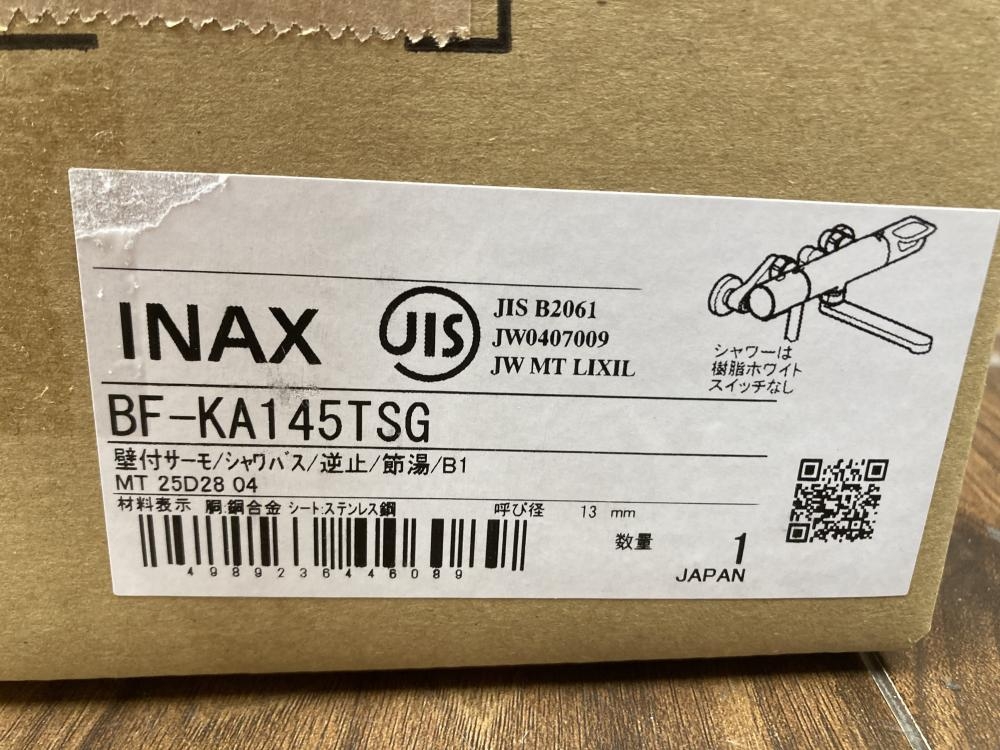 INAX
JIS
JIS B2061
JW0407009
JW MT LIXIL
シャワーは
樹脂ホワイト
スイッチなし
BF-KA145TSG
壁付サーモ/シャワバス/逆止/節湯/B1
MT 25D28 04
材料表示 胴:銅合金 シート:ステンレス鋼 呼び径 13 mm
4989236446089
数量 1
JAPAN